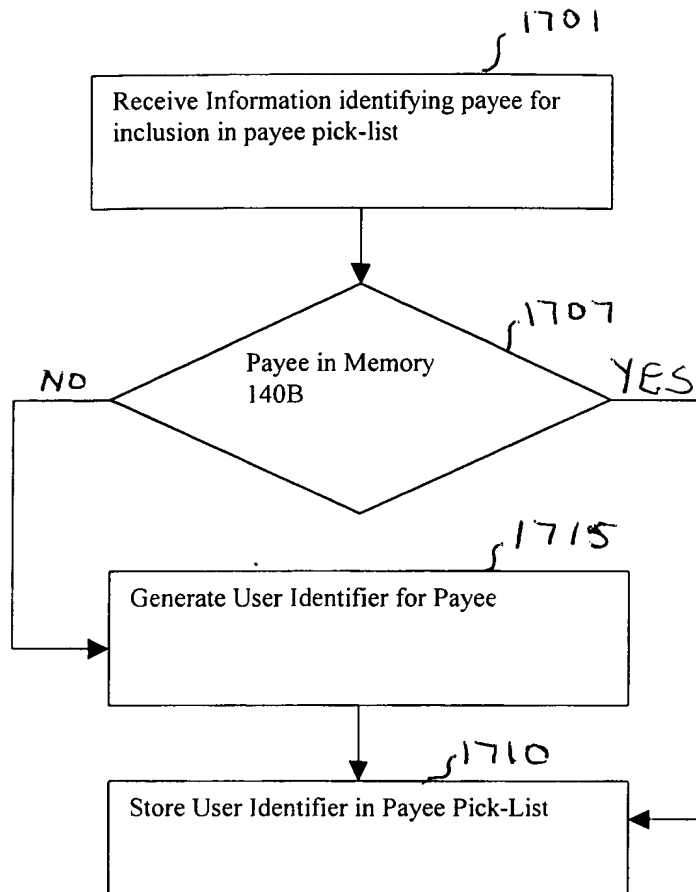 1701
Receive Information identifying payee for
inclusion in payee pick-list
1707
Payee in Memory
140B
NO
YES
1715
Generate User Identifier for Payee
1710
Store User Identifier in Payee Pick-List